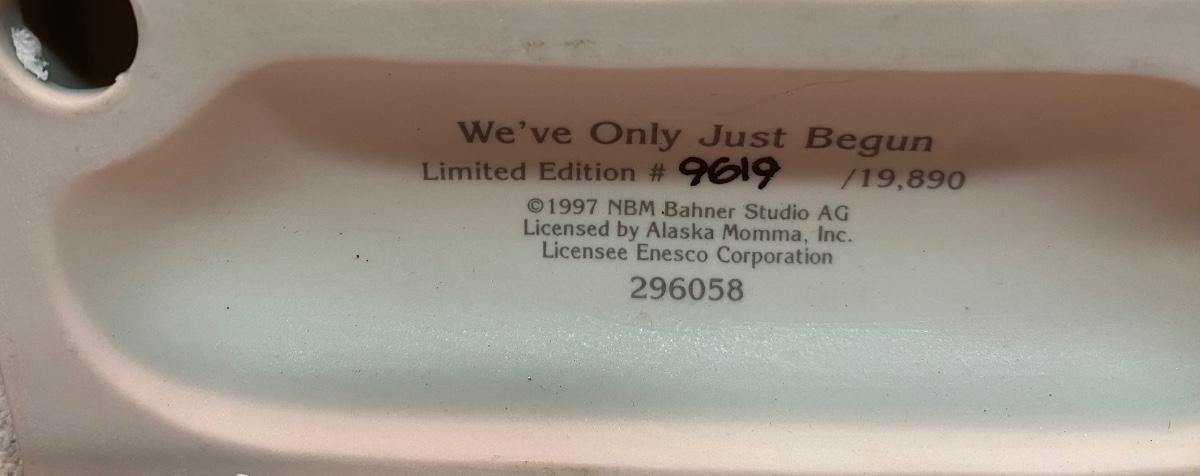 We've Only Just Begun
Limited Edition # 9619 /19,890
©1997 NBM Bahner Studio AG
Licensed by Alaska Momma, Inc.
Licensee Enesco Corporation
296058